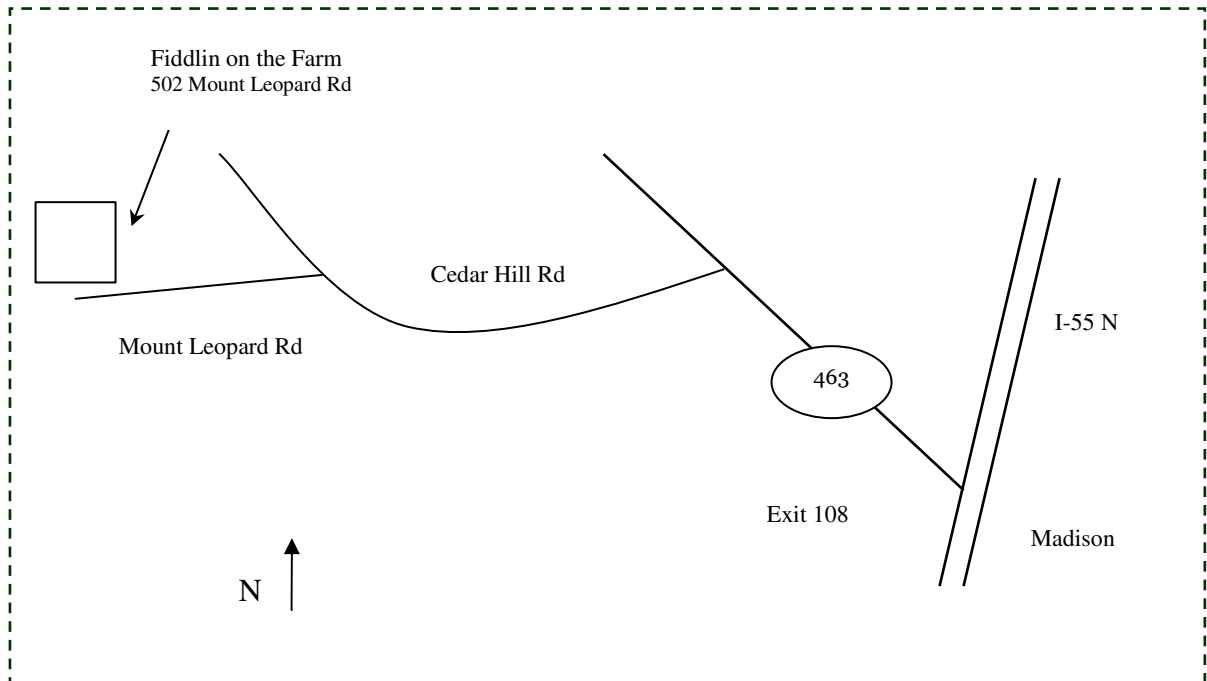 Fiddlin on the Farm
502 Mount Leopard Rd
Cedar Hill Rd
I-55 N
Mount Leopard Rd
463
Exit 108
Madison
N